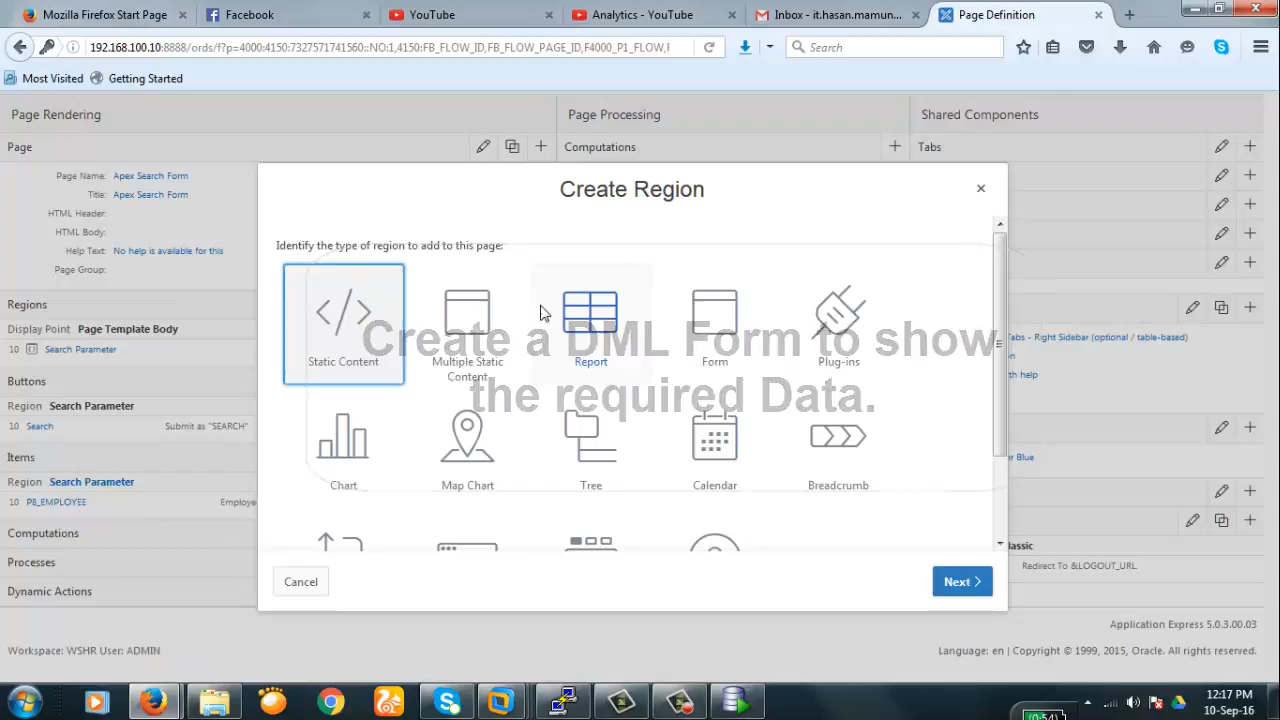 Mozilla Firefox Start Page
Facebook
YouTube
Analytics - YouTube
Inbox - it.hasan.mamun...
Page Definition
192.168.100.10:8888/ords/f?p=4000:4150:7327571741560::NO:1,4150:FB_FLOW_ID,FB_FLOW_PAGE_ID,F4000_P1_FLOW,F
Search
Most Visited
Getting Started
Page Rendering
Page Processing
Shared Components
Page
Computations
Tabs
Page Name: Apex Search Form
Title: Apex Search Form
HTML Header:
HTML Body:
Help Text: No help is available for this
Page Group:
Regions
Display Point Page Template Body
10 Search Parameter
Buttons
Region Search Parameter
10 Search Submit as "SEARCH"
Items
Region Search Parameter
10 P8_EMPLOYEE Employe
Computations
Processes
Dynamic Actions
Create Region
Identify the type of region to add to this page:
Static Content
Multiple Static Content
Report
Form
Plug-ins
Create a DML Form to show
the required Data.
Chart
Map Chart
Tree
Calendar
Breadcrumb
Cancel
Next
Tabs - Right Sidebar (optional / table-based)
on
th help
er Blue
lassic
Redirect To &LOGOUT_URL.
Application Express 5.0.3.00.03
Workspace: WSHR User: ADMIN
Language: en | Copyright © 1999, 2015, Oracle. All rights reserved.
12:17 PM
10-Sep-16
(0:54)